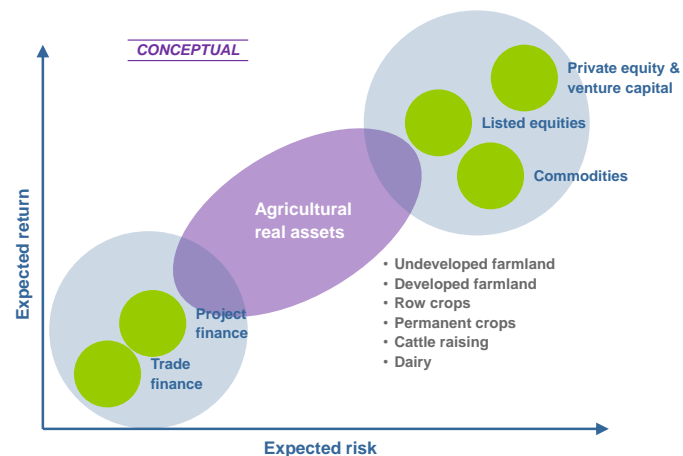 CONCEPTUAL
Private equity &
venture capital
Listed equities
Commodities
Agricultural
real assets
• Undeveloped farmland
• Developed farmland
• Row crops
• Permanent crops
• Cattle raising
• Dairy
Project
finance
Trade
finance
Expected return
Expected risk